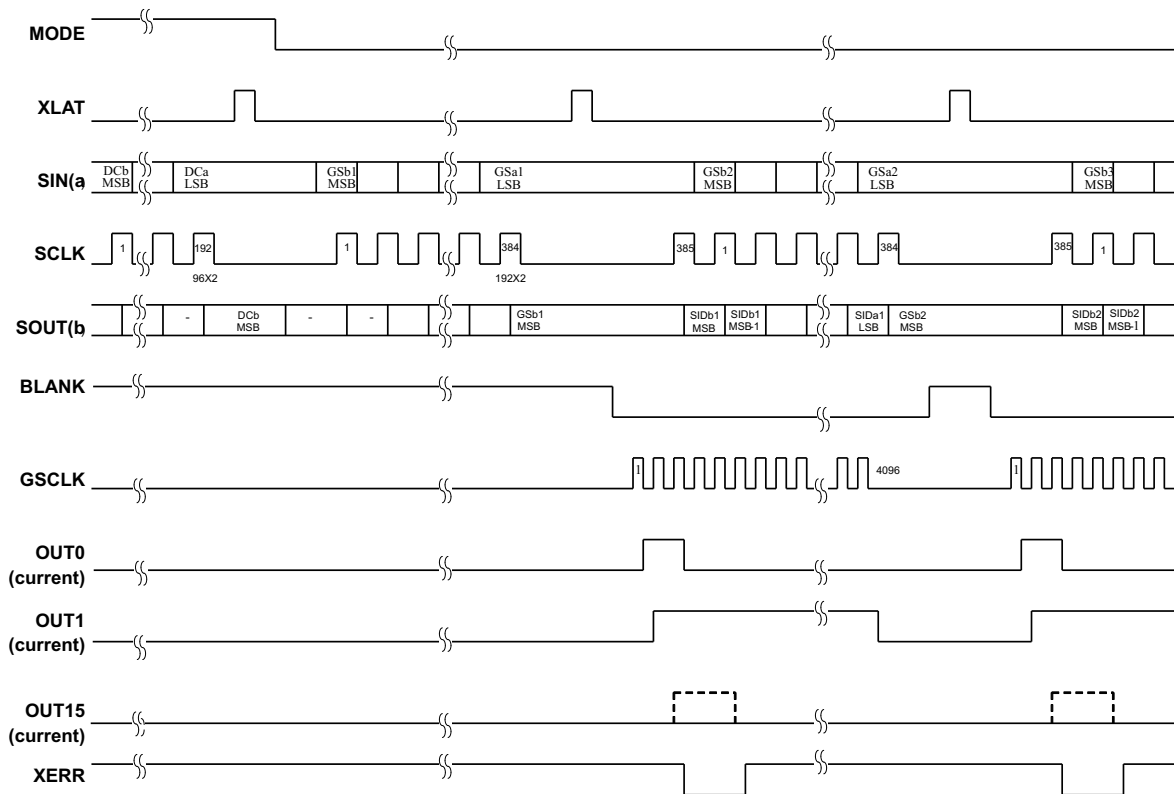 MODE
XLAT
SIN(a)
DCb
MSB
DCa
LSB
GSb1
MSB
GSa1
LSB
GSb2
MSB
GSa2
LSB
GSb3
MSB
SCLK
1
192
1
384
385
1
384
385
1
96X2
192X2
SOUT(b)
-
DCb
MSB
-
-
GSb1
MSB
SIDb1
MSB
SIDb1
MSB-1
SIDa1
LSB
GSb2
MSB
SIDb2
MSB
SIDb2
MSB-1
BLANK
GSCLK
1
4096
1
OUT0
(current)
OUT1
(current)
OUT15
(current)
XERR